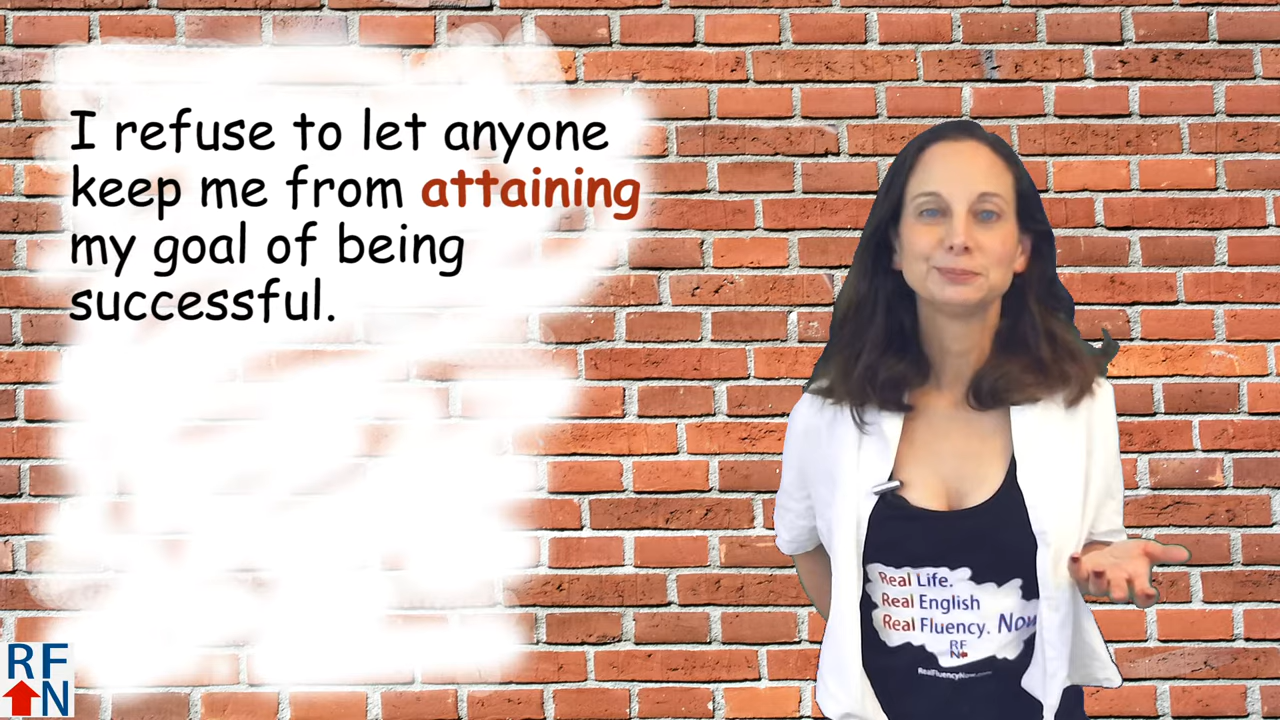 I refuse to let anyone
keep me from attaining
my goal of being
successful.
Real Life.
Real English
Real Fluency. Now
RF
N
RealFluencyNow.com
RF
N